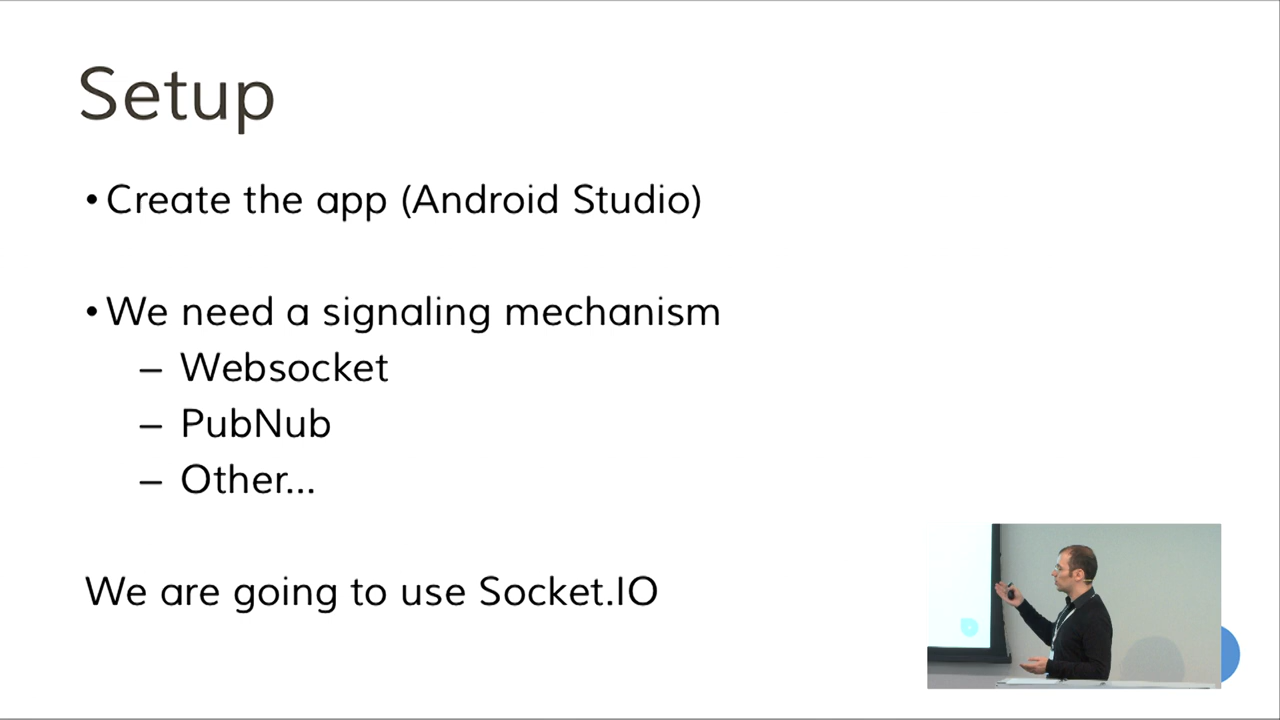 Setup
• Create the app (Android Studio)
• We need a signaling mechanism
– Websocket
– PubNub
– Other...
We are going to use Socket.IO